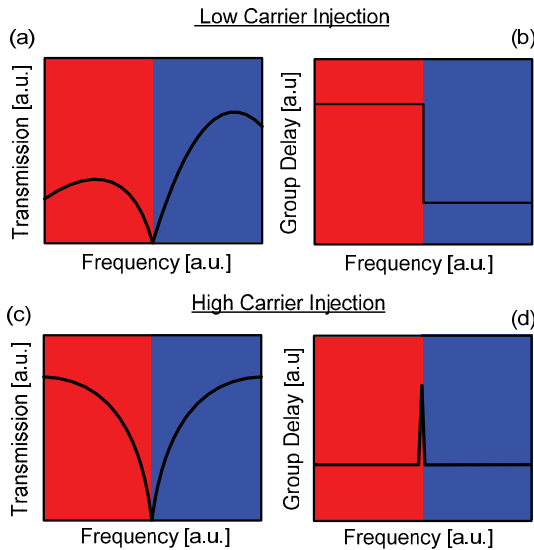 Low Carrier Injection
(a)
(b)
Transmission [a.u.]
Frequency [a.u.]
Group Delay [a.u]
Frequency [a.u.]
High Carrier Injection
(c)
(d)
Transmission [a.u.]
Frequency [a.u.]
Group Delay [a.u]
Frequency [a.u.]